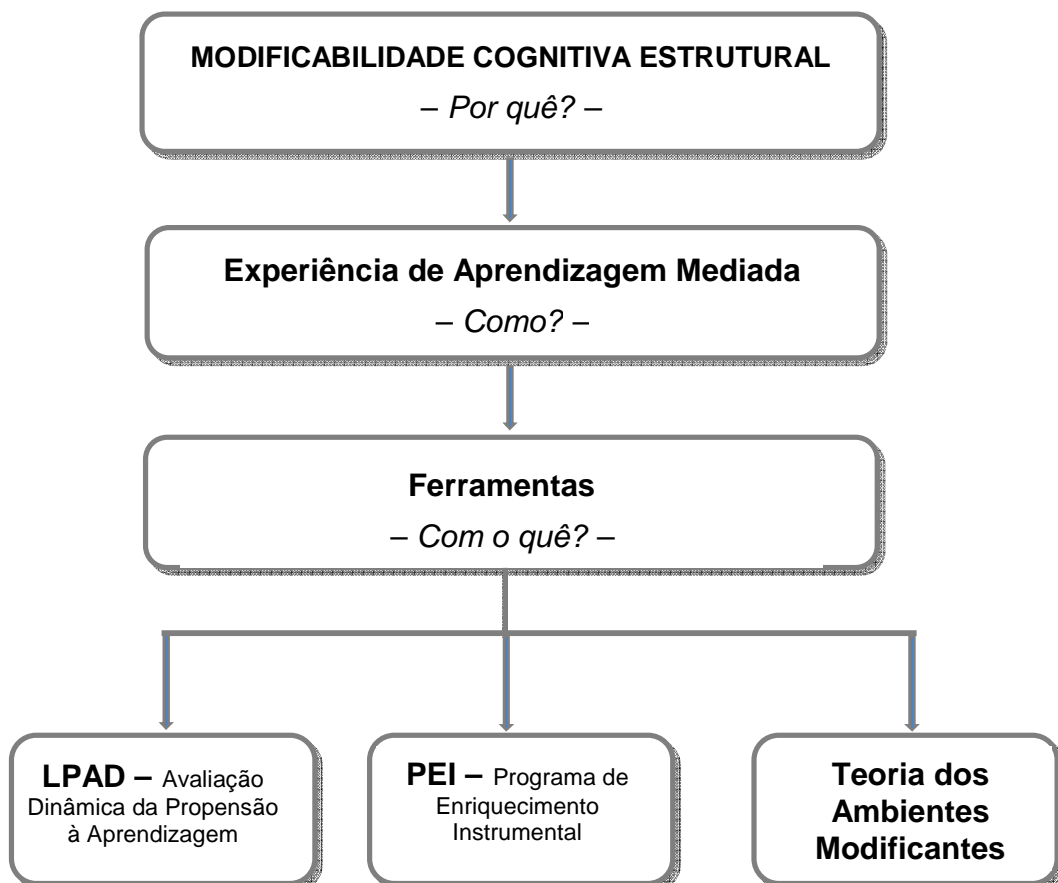 MODIFICABILIDADE COGNITIVA ESTRUTURAL
– Por quê? –
Experiência de Aprendizagem Mediada
– Como? –
Ferramentas
– Com o quê? –
LPAD – Avaliação
Dinâmica da Propensão
à Aprendizagem
PEI – Programa de
Enriquecimento
Instrumental
Teoria dos
Ambientes
Modificantes